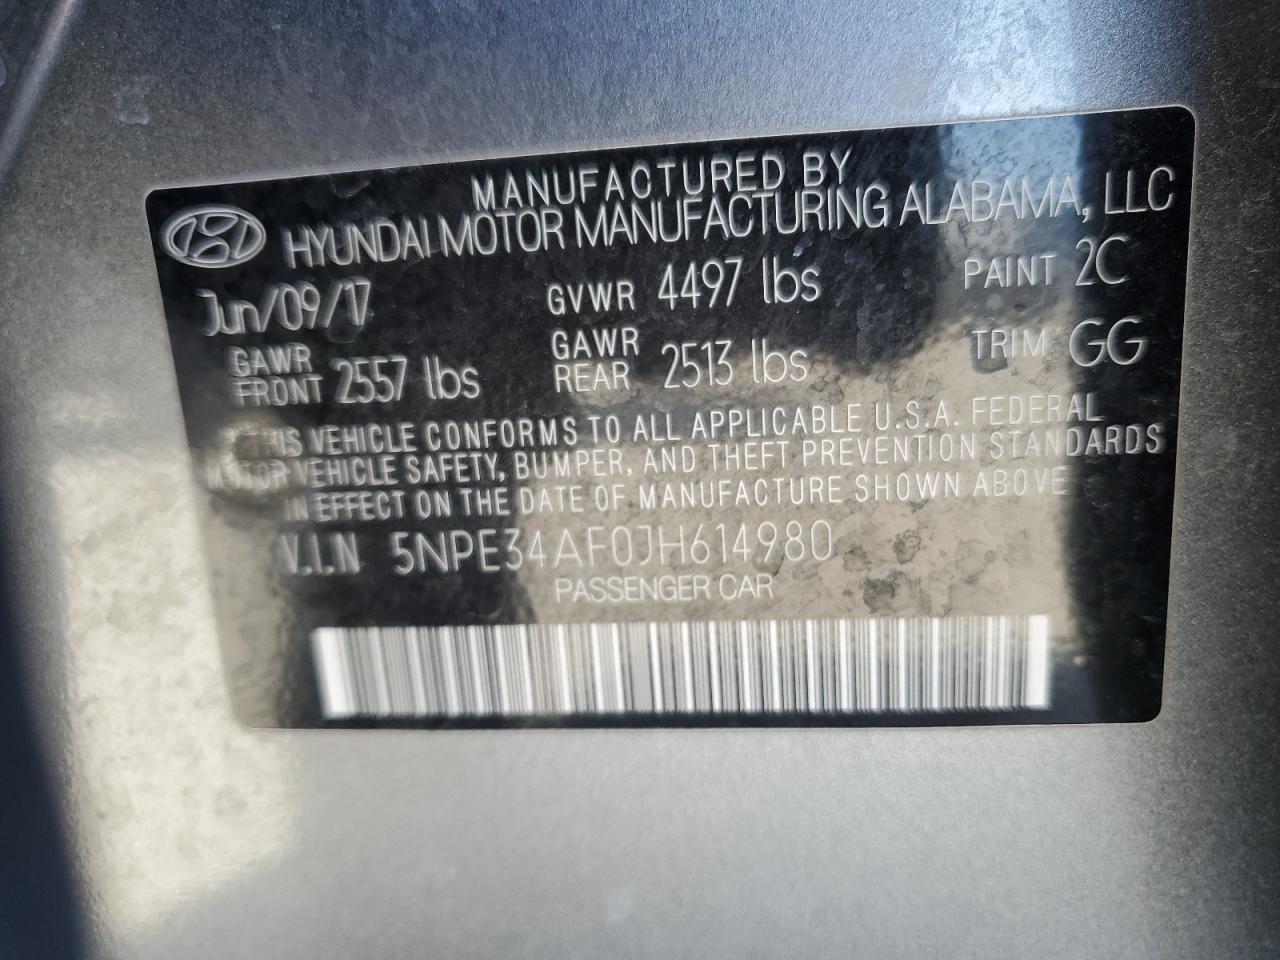 MANUFACTURED BY
HYUNDAI MOTOR MANUFACTURING ALABAMA, LLC
Jun/09/17 GVWR 4497 lbs PAINT 2C
GAWR FRONT 2557 lbs GAWR REAR 2513 lbs TRIM GG
THIS VEHICLE CONFORMS TO ALL APPLICABLE U.S.A. FEDERAL
MOTOR VEHICLE SAFETY, BUMPER, AND THEFT PREVENTION STANDARDS
IN EFFECT ON THE DATE OF MANUFACTURE SHOWN ABOVE
V.I.N 5NPE34AF0JH614980
PASSENGER CAR